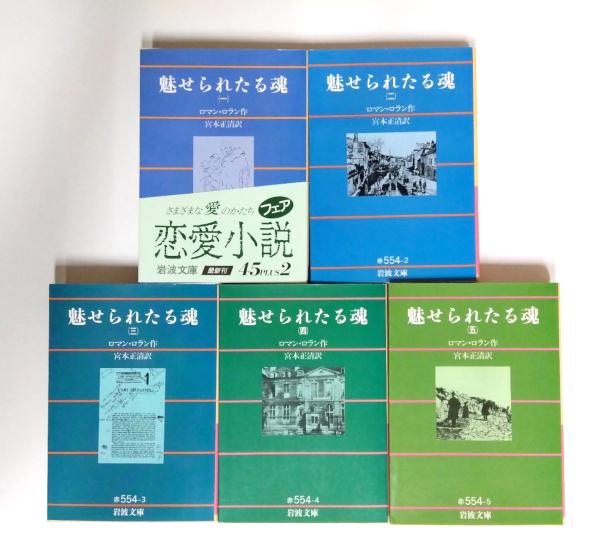 魅せられたる魂
(一)
ロマン・ロラン作
宮本正清訳
さまざまな愛のかたち
フェア
恋愛小説
岩波文庫 最新刊 45PLUS2
魅せられたる魂
(二)
ロマン・ロラン作
宮本正清訳
赤554-2
岩波文庫
魅せられたる魂
(三)
ロマン・ロラン作
宮本正清訳
赤554-3
岩波文庫
魅せられたる魂
(四)
ロマン・ロラン作
宮本正清訳
赤554-4
岩波文庫
魅せられたる魂
(五)
ロマン・ロラン作
宮本正清訳
赤554-5
岩波文庫